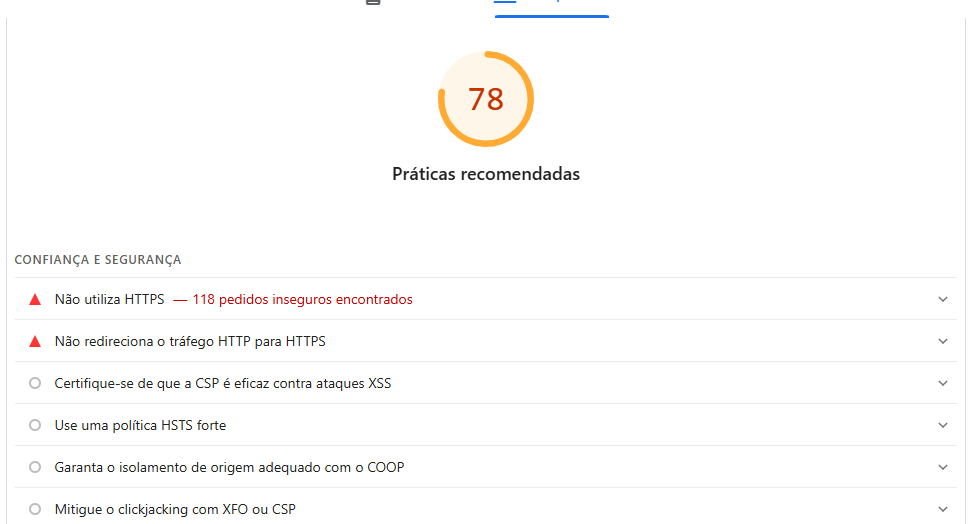 78
Práticas recomendadas
CONFIANÇA E SEGURANÇA
Não utiliza HTTPS — 118 pedidos inseguros encontrados
Não redireciona o tráfego HTTP para HTTPS
Certifique-se de que a CSP é eficaz contra ataques XSS
Use uma política HSTS forte
Garanta o isolamento de origem adequado com o COOP
Mitigue o clickjacking com XFO ou CSP